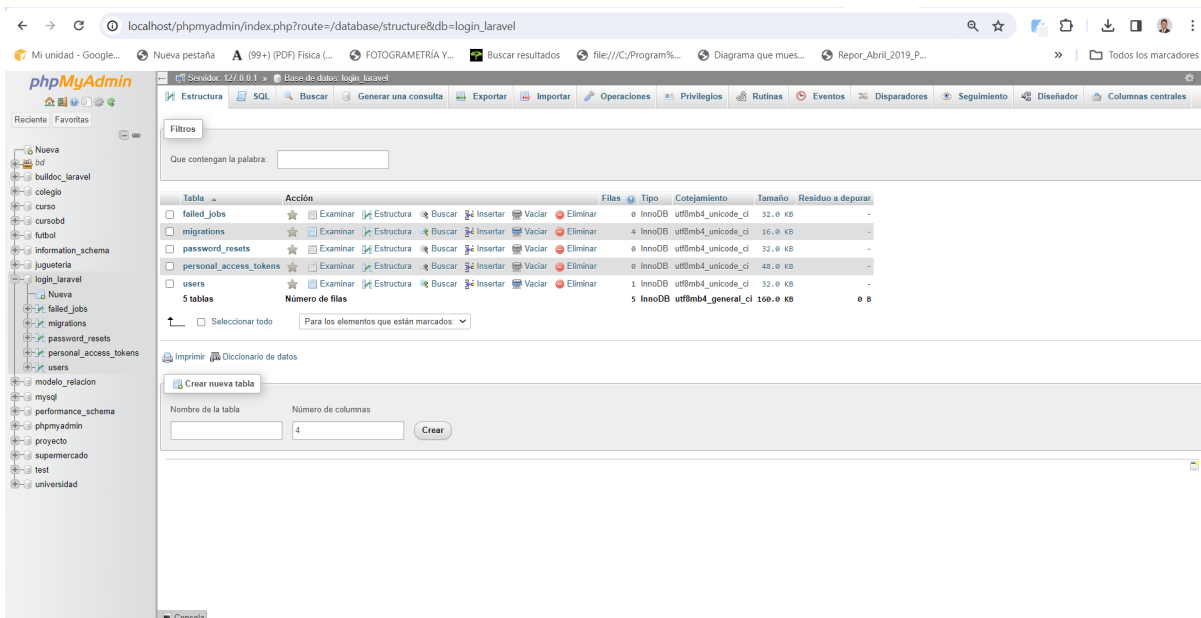 localhost/phpmyadmin/index.php?route=/database/structure&db=login_laravel
Mi unidad - Google... Nueva pestaña (99+) (PDF) Fisica (... FOTOGRAMETRÍA Y... Buscar resultados file:///C:/Program%... Diagrama que mues... Repor_Abril_2019_P... » Todos los marcadores
phpMyAdmin
Reciente Favoritas
Nueva
bd
buildoc_laravel
colegio
curso
cursobd
futbol
information_schema
jugueteria
login_laravel
Nueva
failed_jobs
migrations
password_resets
personal_access_tokens
users
modelo_relacion
mysql
performance_schema
phpmyadmin
proyecto
supermercado
test
universidad
Servidor: 127.0.0.1 » Base de datos: login_laravel
Estructura SQL Buscar Generar una consulta Exportar Importar Operaciones Privilegios Rutinas Eventos Disparadores Seguimiento Diseñador Columnas centrales
Filtros
Que contengan la palabra:
Tabla Acción Filas Tipo Cotejamiento Tamaño Residuo a depurar
failed_jobs Examinar Estructura Buscar Insertar Vaciar Eliminar 0 InnoDB utf8mb4_unicode_ci 32.0 KB -
migrations Examinar Estructura Buscar Insertar Vaciar Eliminar 4 InnoDB utf8mb4_unicode_ci 16.0 KB -
password_resets Examinar Estructura Buscar Insertar Vaciar Eliminar 0 InnoDB utf8mb4_unicode_ci 32.0 KB -
personal_access_tokens Examinar Estructura Buscar Insertar Vaciar Eliminar 0 InnoDB utf8mb4_unicode_ci 48.0 KB -
users Examinar Estructura Buscar Insertar Vaciar Eliminar 1 InnoDB utf8mb4_unicode_ci 32.0 KB -
5 tablas Número de filas 5 InnoDB utf8mb4_general_ci 160.0 KB 0 B
Seleccionar todo Para los elementos que están marcados:
Imprimir Diccionario de datos
Crear nueva tabla
Nombre de la tabla Número de columnas
4 Crear
Consola